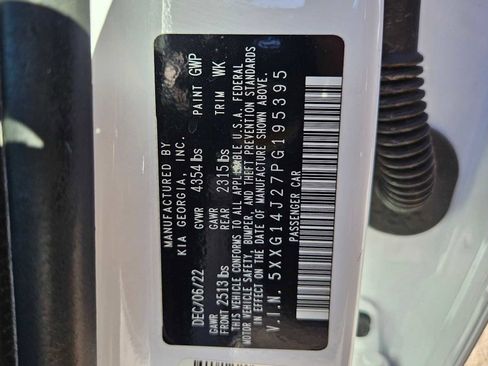 MANUFACTURED BY
KIA GEORGIA, INC.
DEC/06/22 GVWR 4354 lbs PAINT GWP
GAWR GAWR
FRONT 2513 lbs REAR 2315 lbs TRIM WK
THIS VEHICLE CONFORMS TO ALL APPLICABLE U.S.A. FEDERAL
MOTOR VEHICLE SAFETY, BUMPER, AND THEFT PREVENTION STANDARDS
IN EFFECT ON THE DATE OF MANUFACTURE SHOWN ABOVE.
V.I.N. 5XXG14J27PG195395
PASSENGER CAR